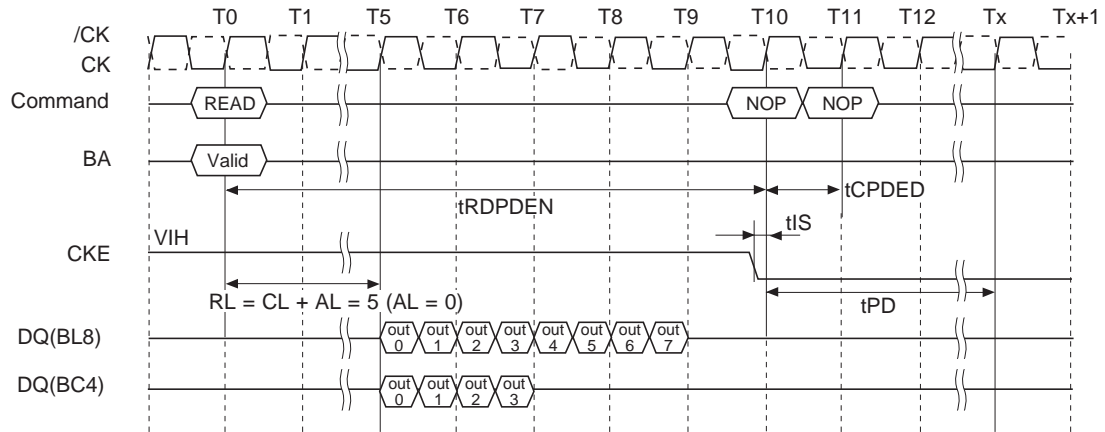 T0 T1 T5 T6 T7 T8 T9 T10 T11 T12 Tx Tx+1
/CK
CK
Command READ NOP NOP
BA Valid
tRDPDEN tCPDED
tIS
VIH
CKE
RL = CL + AL = 5 (AL = 0)
tPD
DQ(BL8) out 0 out 1 out 2 out 3 out 4 out 5 out 6 out 7
DQ(BC4) out 0 out 1 out 2 out 3